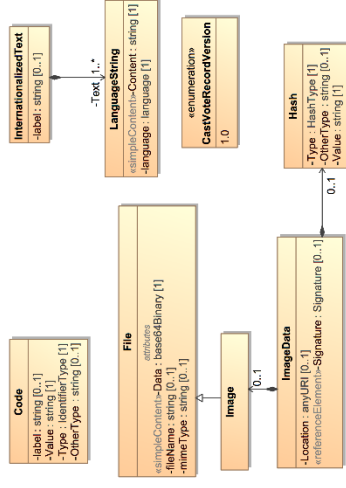 InternationalizedText
-label : string [0..1]
-Text
1..*
LanguageString
«simpleContent»-Content : string [1]
-language : language [1]
«enumeration»
CastVoteRecordVersion
1.0
Hash
-Type : HashType [1]
-OtherType : string [0..1]
-Value : string [1]
0..1
Code
-label : string [0..1]
-Value : string [1]
-Type : IdentifierType [1]
-OtherType : string [0..1]
File
attributes
«simpleContent»-Data : base64Binary [1]
-fileName : string [0..1]
-mimeType : string [0..1]
Image
0..1
ImageData
-Location : anyURI [0..1]
«referenceElement»-Signature : Signature [0..1]